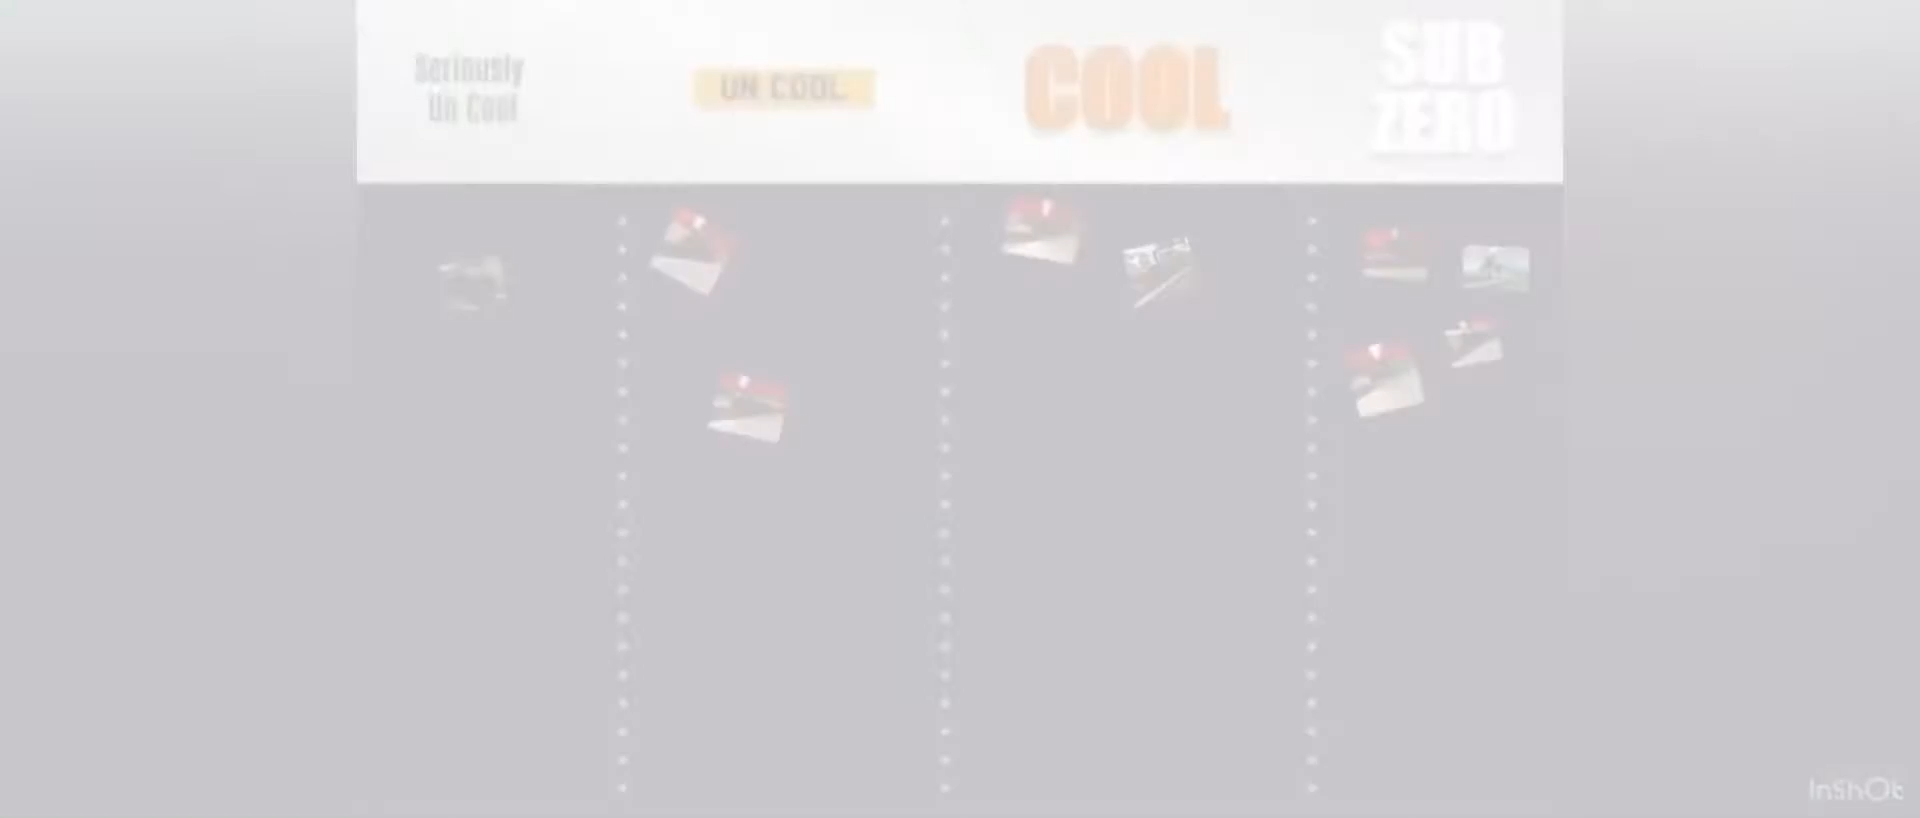 Seriously
Un Cool
UN COOL
COOL
SUB
ZERO
InShOt